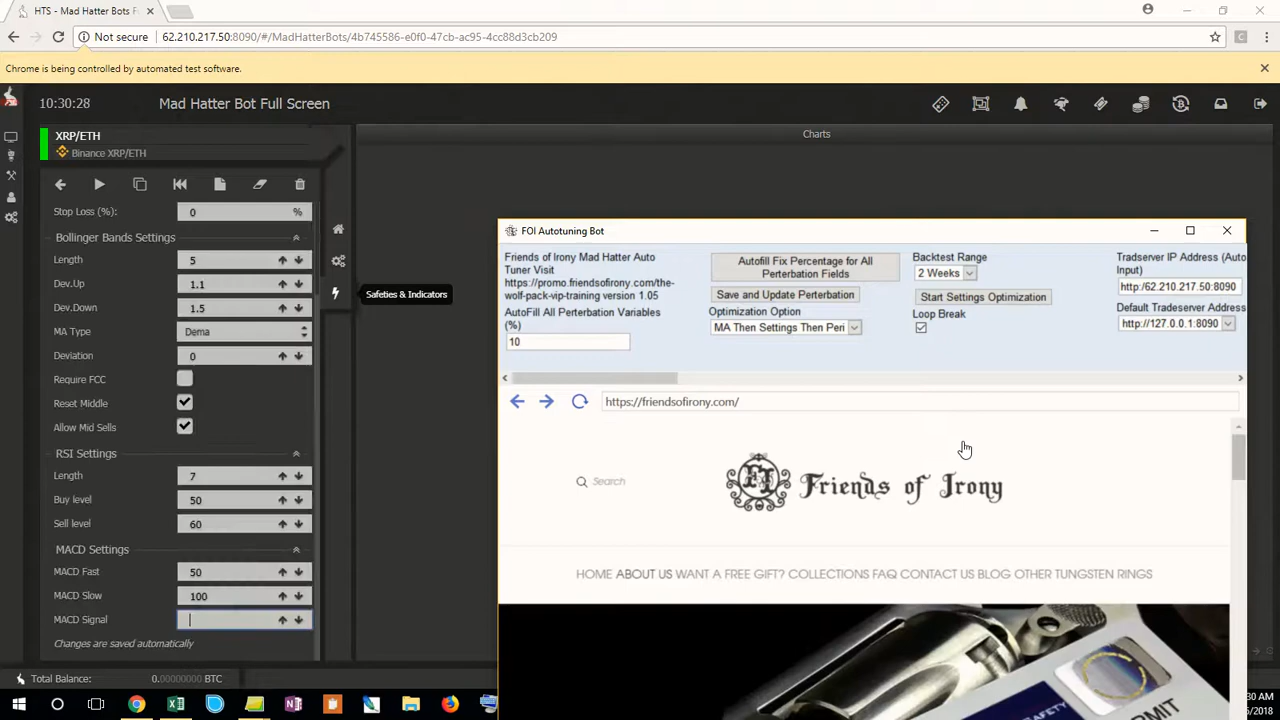 HTS - Mad Hatter Bots F
Not secure
62.210.217.50:8090/#/MadHatterBots/4b745586-e0f0-47cb-ac95-4cc88d3cb209
Chrome is being controlled by automated test software.
10:30:28
Mad Hatter Bot Full Screen
XRP/ETH
Binance XRP/ETH
Charts
Stop Loss (%):
0
%
Bollinger Bands Settings
Length
5
Dev.Up
1.1
Dev.Down
1.5
MA Type
Dema
Deviation
0
Require FCC
Reset Middle
Allow Mid Sells
RSI Settings
Length
7
Buy level
50
Sell level
60
MACD Settings
MACD Fast
50
MACD Slow
100
MACD Signal
Changes are saved automatically
Safeties & Indicators
FOI Autotuning Bot
Friends of Irony Mad Hatter Auto
Tuner Visit
https://promo.friendsofirony.com/the-
wolf-pack-vip-training version 1.05
AutoFill All Perterbation Variables
(%)
10
Autofill Fix Percentage for All
Perterbation Fields
Save and Update Perterbation
Optimization Option
MA Then Settings Then Peri
Backtest Range
2 Weeks
Start Settings Optimization
Loop Break
Tradserver IP Address (Auto
Input)
http:/62.210.217.50:8090
Default Tradeserver Address
http://127.0.0.1:8090
https://friendsofirony.com/
Search
Friends of Irony
HOME ABOUT US WANT A FREE GIFT? COLLECTIONS FAQ CONTACT US BLOG OTHER TUNGSTEN RINGS
SAFETY
Total Balance:
0.00000000 BTC
:30 AM
/2018